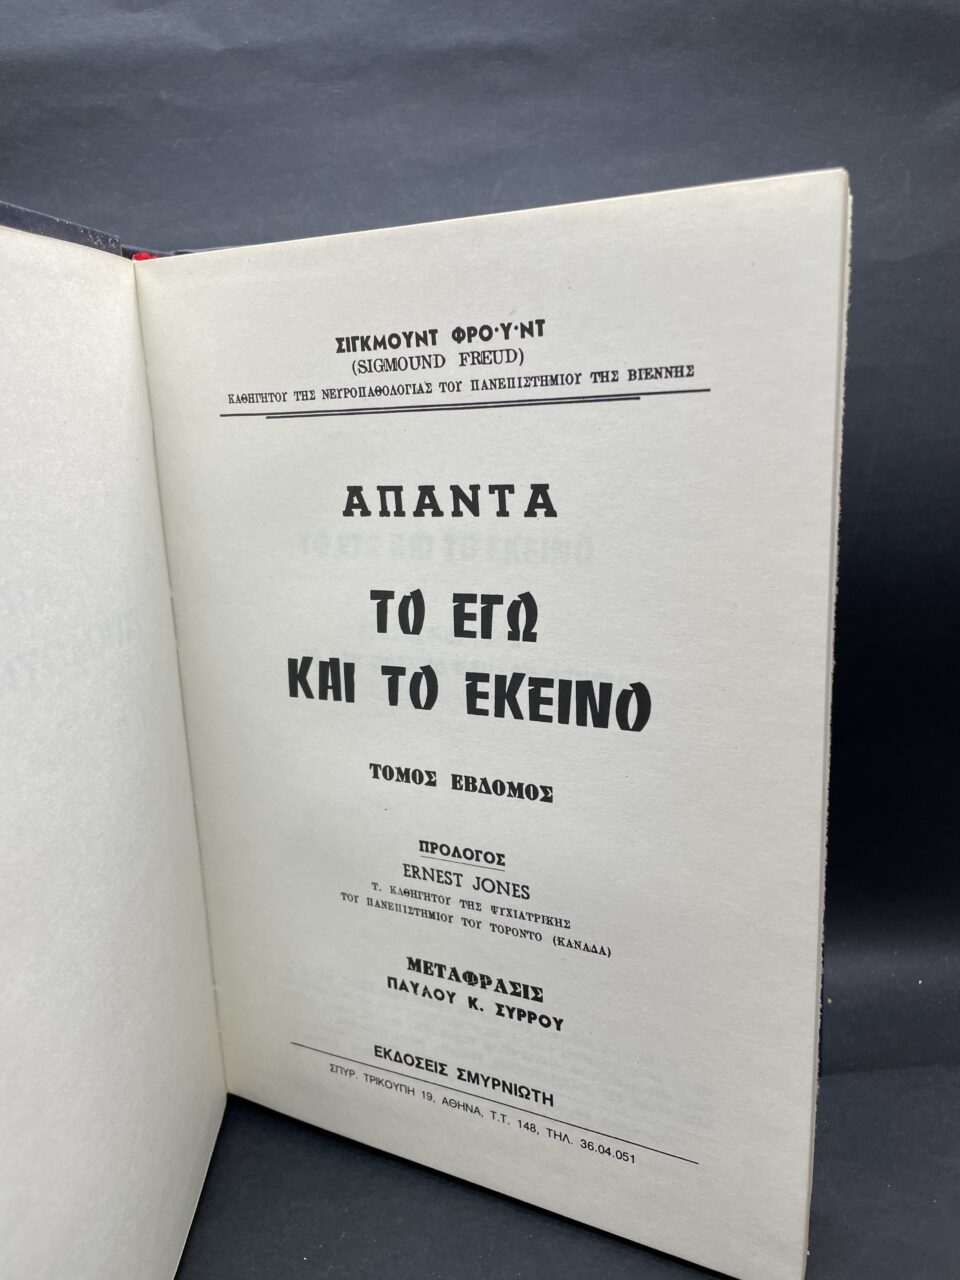 ΣΙΓΚΜΟΥΝΤ ΦΡΟ·Υ·ΝΤ
(SIGMOUND FREUD)
ΚΑΘΗΓΗΤΟΥ ΤΗΣ ΝΕΥΡΟΠΑΘΟΛΟΓΙΑΣ ΤΟΥ ΠΑΝΕΠΙΣΤΗΜΙΟΥ ΤΗΣ ΒΙΕΝΝΗΣ
ΑΠΑΝΤΑ
ΤΟ ΕΓΩ
ΚΑΙ ΤΟ ΕΚΕΙΝΟ
ΤΟΜΟΣ ΕΒΔΟΜΟΣ
ΠΡΟΛΟΓΟΣ
ERNEST JONES
Τ. ΚΑΘΗΓΗΤΟΥ ΤΗΣ ΨΥΧΙΑΤΡΙΚΗΣ
ΤΟΥ ΠΑΝΕΠΙΣΤΗΜΙΟΥ ΤΟΥ ΤΟΡΟΝΤΟ (ΚΑΝΑΔΑ)
ΜΕΤΑΦΡΑΣΙΣ
ΠΑΥΛΟΥ Κ. ΣΥΡΡΟΥ
ΕΚΔΟΣΕΙΣ ΣΜΥΡΝΙΩΤΗ
ΣΠΥΡ. ΤΡΙΚΟΥΠΗ 19, ΑΘΗΝΑ, Τ.Τ. 148, ΤΗΛ. 36.04.051